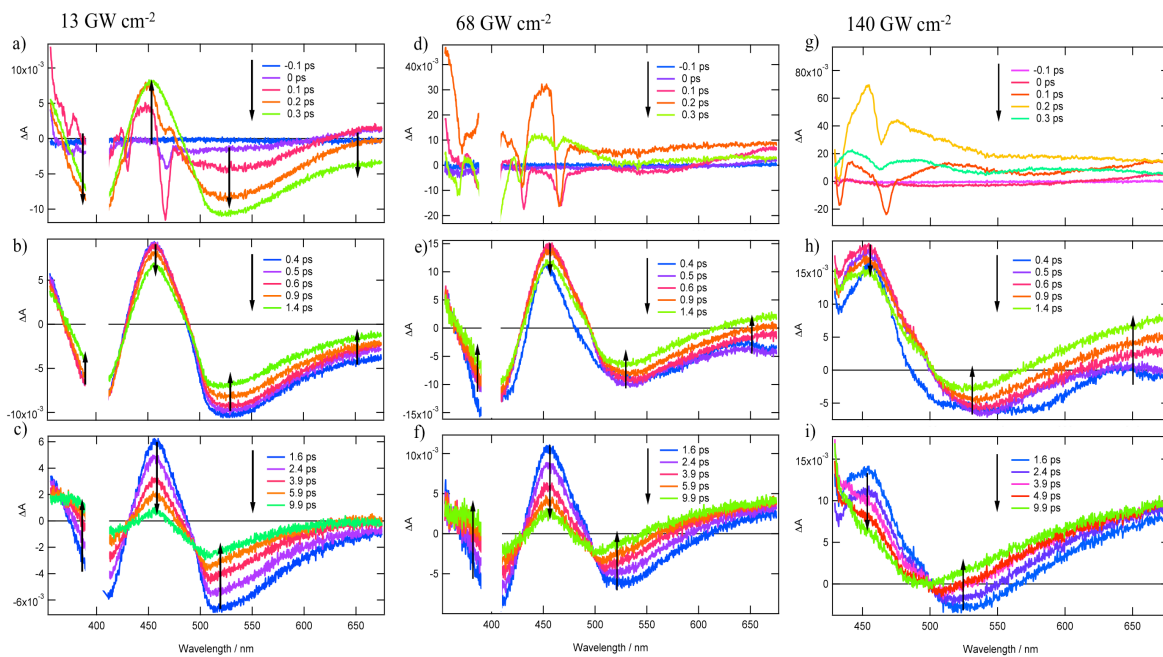 13 GW cm-2
68 GW cm-2
140 GW cm-2
a)
10x10-3
5
0
-5
-10
ΔA
-0.1 ps
0 ps
0.1 ps
0.2 ps
0.3 ps
d)
40x10-3
20
0
-20
ΔA
-0.1 ps
0 ps
0.1 ps
0.2 ps
0.3 ps
g)
80x10-3
60
40
20
0
-20
ΔA
-0.1 ps
0 ps
0.1 ps
0.2 ps
0.3 ps
b)
5
0
-5
-10x10-3
ΔA
0.4 ps
0.5 ps
0.6 ps
0.9 ps
1.4 ps
e)
15
10
5
0
-5
-10
-15x10-3
ΔA
0.4 ps
0.5 ps
0.6 ps
0.9 ps
1.4 ps
h)
15x10-3
10
5
0
-5
ΔA
0.4 ps
0.5 ps
0.6 ps
0.9 ps
1.4 ps
c)
6
4
2
0
-2
-4
-6x10-3
ΔA
1.6 ps
2.4 ps
3.9 ps
5.9 ps
9.9 ps
400 450 500 550 600 650
Wavelength / nm
f)
10x10-3
5
0
-5
ΔA
1.6 ps
2.4 ps
3.9 ps
5.9 ps
9.9 ps
400 450 500 550 600 650
Wavelength / nm
i)
15x10-3
10
5
0
-5
ΔA
1.6 ps
2.4 ps
3.9 ps
4.9 ps
9.9 ps
450 500 550 600 650
Wavelength / nm